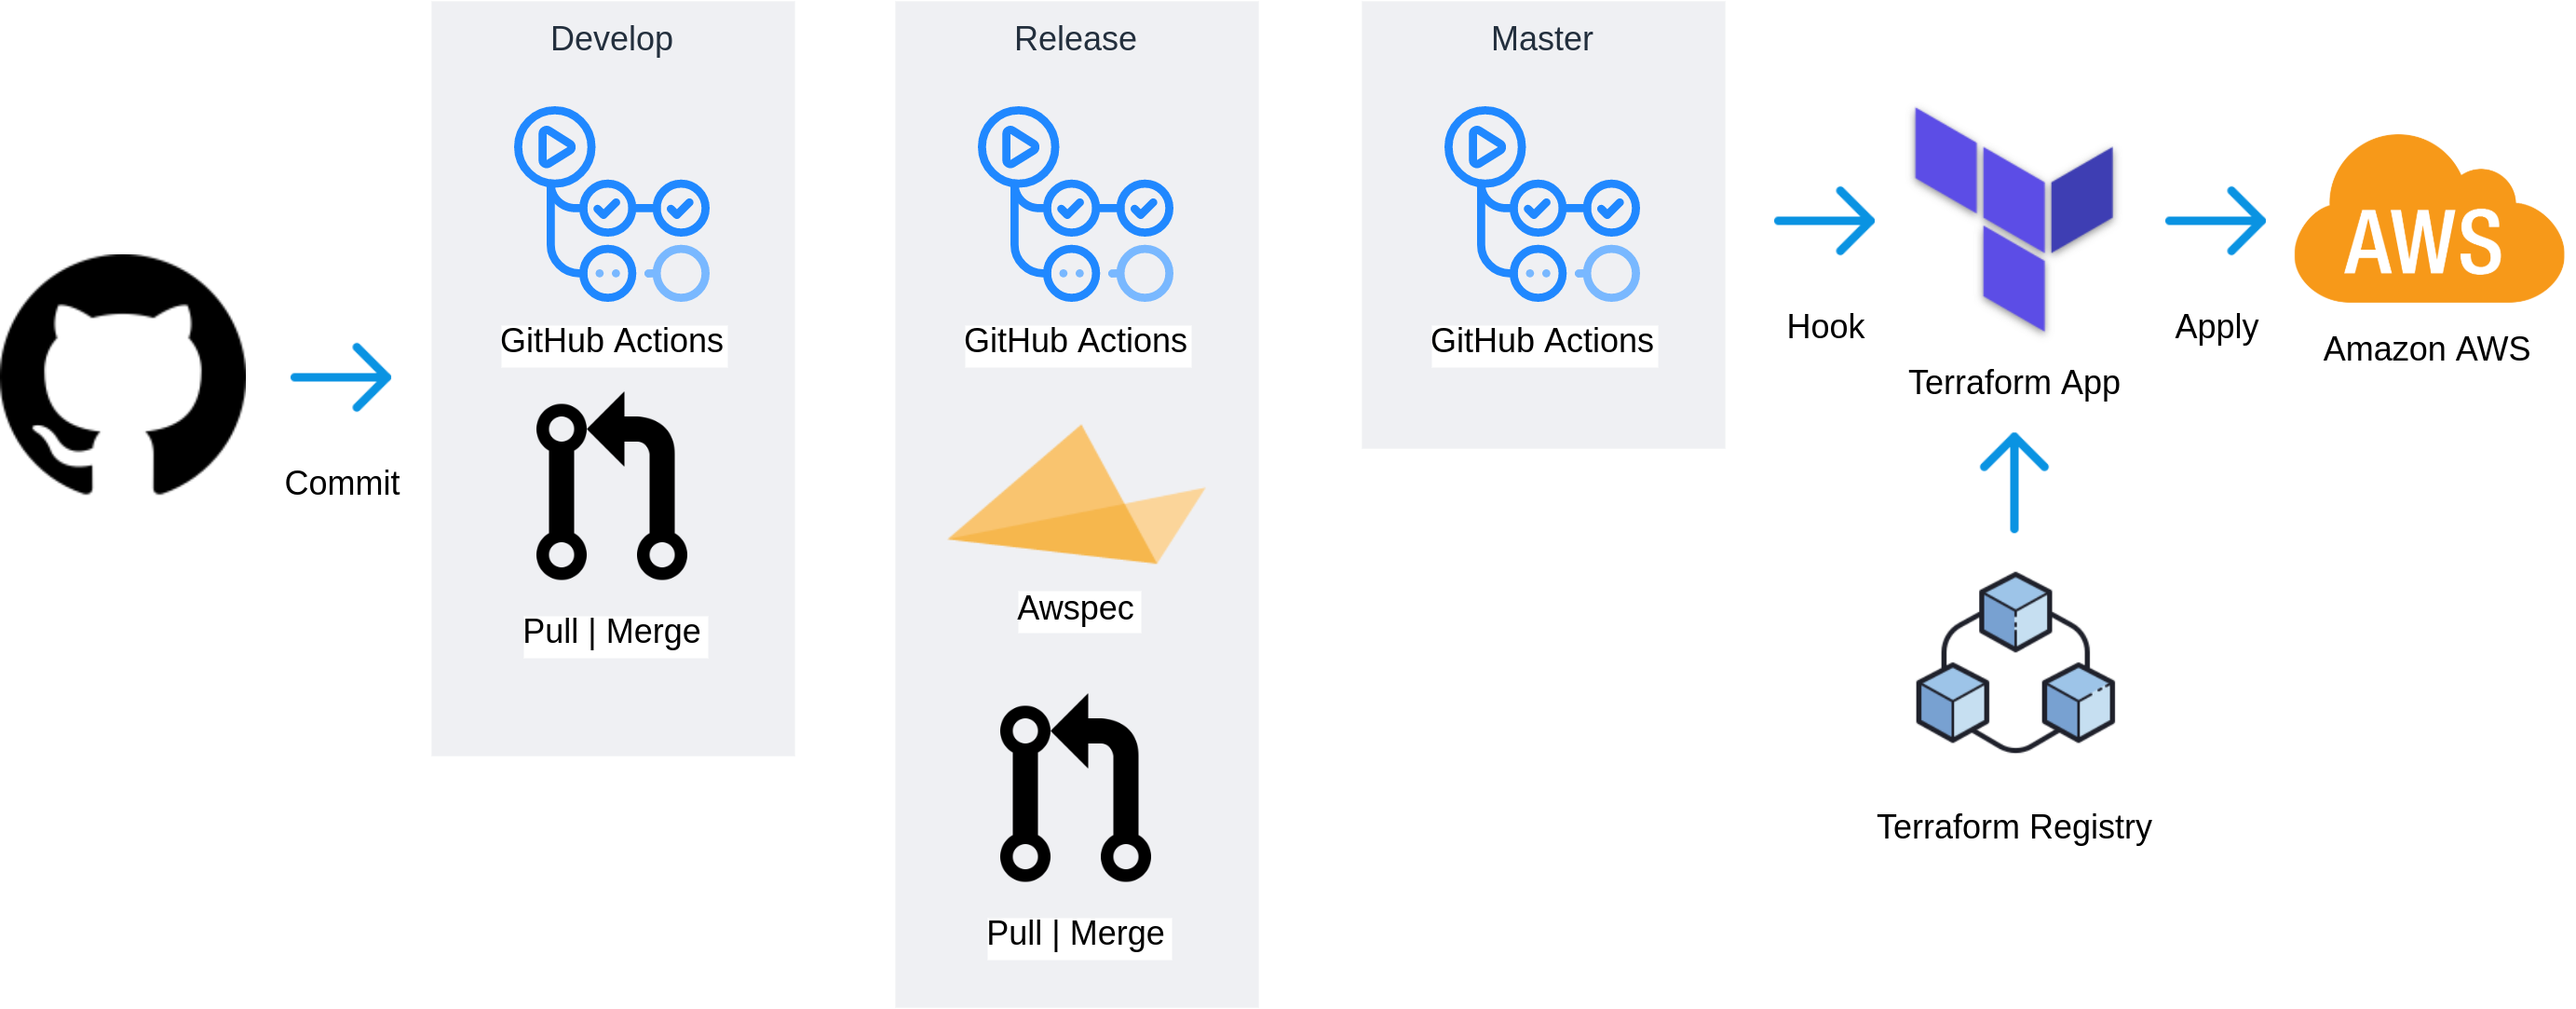 Commit
Develop
GitHub Actions
Pull | Merge
Release
GitHub Actions
Awspec
Pull | Merge
Master
GitHub Actions
Hook
Terraform App
Terraform Registry
Apply
AWS
Amazon AWS